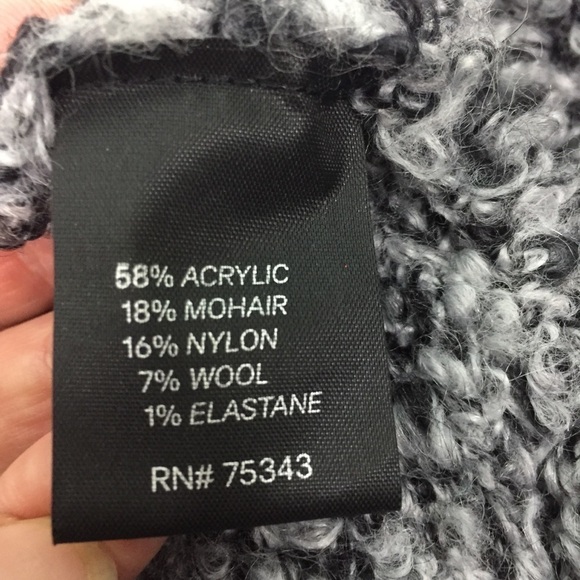 58% ACRYLIC
18% MOHAIR
16% NYLON
7% WOOL
1% ELASTANE
RN# 75343